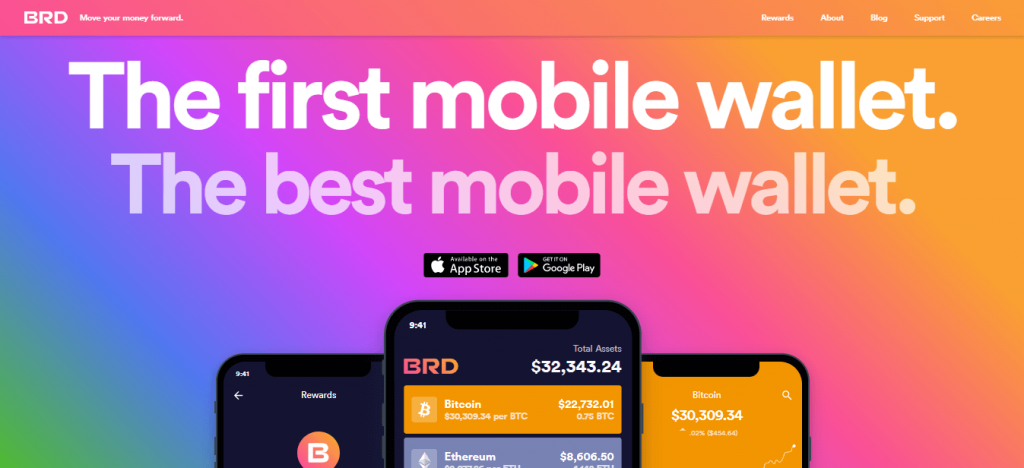 BRD Move your money forward.
Rewards About Blog Support Careers
The first mobile wallet.
The best mobile wallet.
Available on the
App Store
GET IT ON
Google Play
9:41
Rewards
B
9:41
Total Assets
BRD $32,343.24
Bitcoin $22,732.01
$30,309.34 per BTC 0.75 BTC
Ethereum $8,606.50
Bitcoin
$30,309.34
.02% ($454.64)